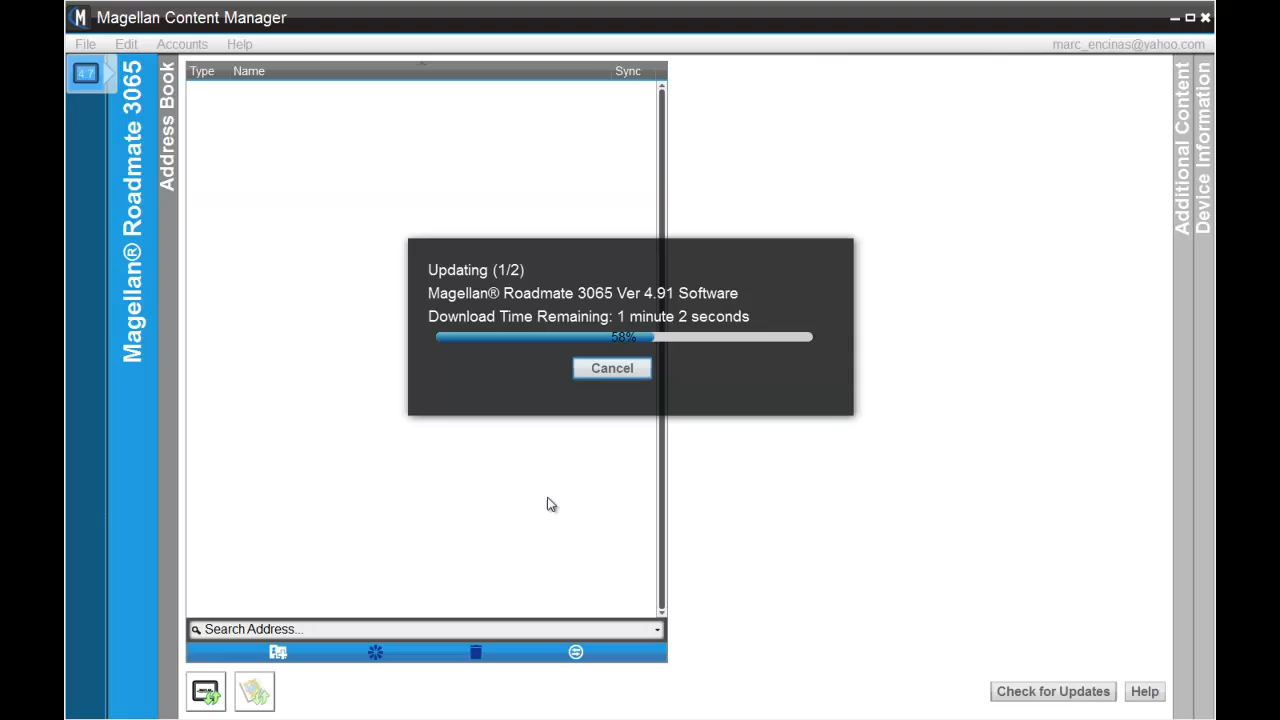 Magellan Content Manager
File Edit Accounts Help
marc_encinas@yahoo.com
4.7
Magellan® Roadmate 3065
Address Book
Type Name Sync
Additional Content
Device Information
Updating (1/2)
Magellan® Roadmate 3065 Ver 4.91 Software
Download Time Remaining: 1 minute 2 seconds
58%
Cancel
Search Address...
Check for Updates Help